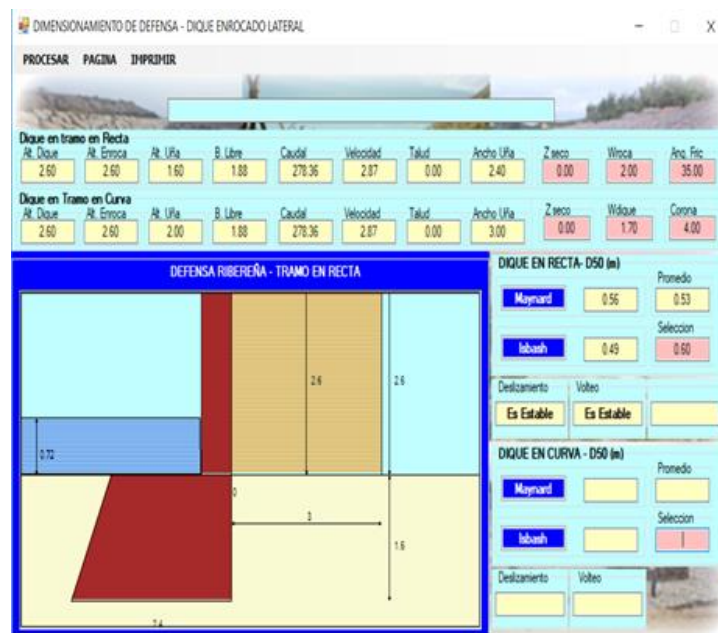 DIMENSIONAMIENTO DE DEFENSA - DIQUE ENROCADO LATERAL
PROCESAR PAGINA IMPRIMIR
Dique en tramo en Recta
Alt. Dique Alt. Enroca Alt. Uña B. Libre Caudal Velocidad Talud Ancho Uña Z seco Wroca Ang. Fric
2.60 2.60 1.60 1.88 278.36 2.87 0.00 2.40 0.00 2.00 35.00
Dique en Tramo en Curva
Alt. Dique Alt. Enroca Alt. Uña B. Libre Caudal Velocidad Talud Ancho Uña Z seco Wdique Corona
2.60 2.60 2.00 1.88 278.36 2.87 0.00 3.00 0.00 1.70 4.00
DEFENSA RIBEREÑA - TRAMO EN RECTA
2.6 2.6
0.72
0
3
1.6
7.4
DIQUE EN RECTA- D50 (m)
Promedio
Maynard 0.56 0.53
Seleccion
Isbash 0.49 0.60
Deslizamiento Volteo
Es Estable Es Estable
DIQUE EN CURVA - D50 (m)
Promedio
Maynard
Seleccion
Isbash
Deslizamiento Volteo